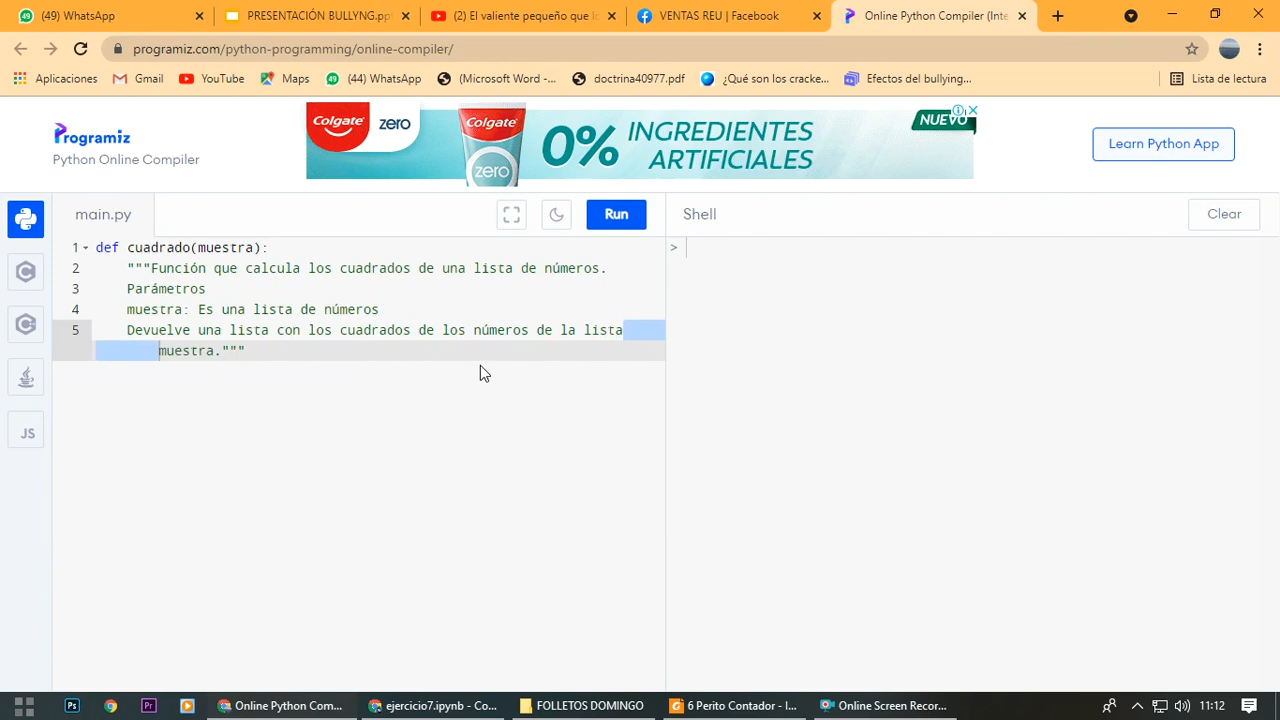 (49) WhatsApp
PRESENTACIÓN BULLYNG.pp
(2) El valiente pequeño que l
VENTAS REU | Facebook
Online Python Compiler (Inte
programiz.com/python-programming/online-compiler/
Aplicaciones
Gmail
YouTube
Maps
(44) WhatsApp
(Microsoft Word -...
doctrina40977.pdf
¿Qué son los cracke...
Efectos del bullying...
Lista de lectura
Programiz
Python Online Compiler
Colgate
zero
Colgate
zero
0% INGREDIENTES
ARTIFICIALES
NUEVO
Learn Python App
main.py
Run
Shell
Clear
1 def cuadrado(muestra):
2 """Función que calcula los cuadrados de una lista de números.
3 Parámetros
4 muestra: Es una lista de números
5 Devuelve una lista con los cuadrados de los números de la lista
muestra."""
>
JS
Online Python Com...
ejercicio7.ipynb - Co...
FOLLETOS DOMINGO
6 Perito Contador - I...
Online Screen Recor...
11:12